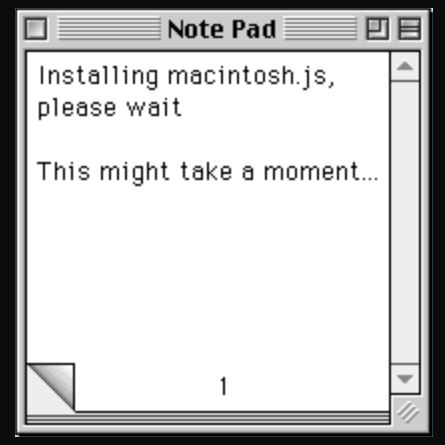 Note Pad
Installing macintosh.js,
please wait
This might take a moment...
1